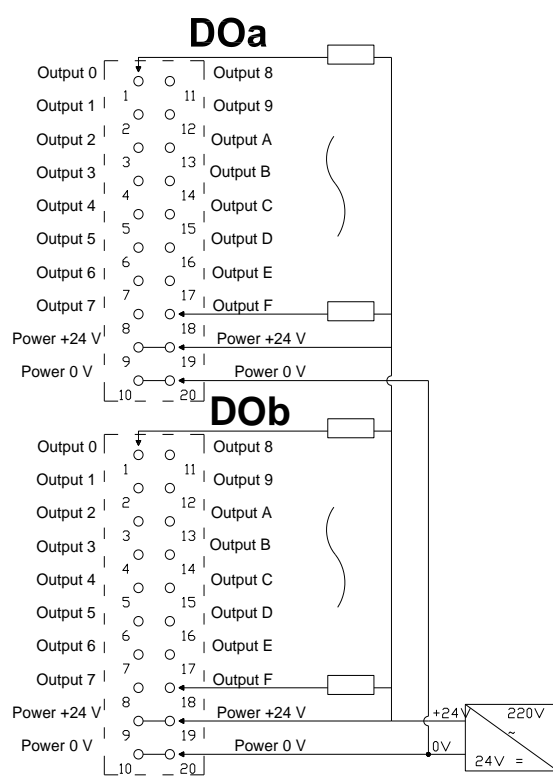 DOa
Output 0 Output 8
1 11
Output 1 Output 9
2 12
Output 2 Output A
3 13
Output 3 Output B
4 14
Output 4 Output C
5 15
Output 5 Output D
6 16
Output 6 Output E
7 17
Output 7 Output F
8 18
Power +24 V Power +24 V
9 19
Power 0 V Power 0 V
10 20
DOb
Output 0 Output 8
1 11
Output 1 Output 9
2 12
Output 2 Output A
3 13
Output 3 Output B
4 14
Output 4 Output C
5 15
Output 5 Output D
6 16
Output 6 Output E
7 17
Output 7 Output F
8 18
Power +24 V Power +24 V +24V 220V
~
9 19
Power 0 V Power 0 V 0V
24V =
10 20